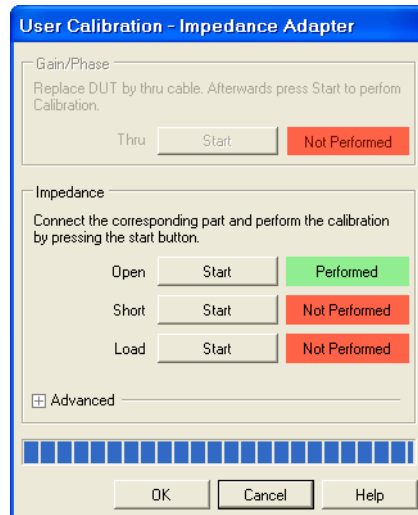 User Calibration - Impedance Adapter
Gain/Phase
Replace DUT by thru cable. Afterwards press Start to perfom
Calibration.
Thru Start Not Performed
Impedance
Connect the corresponding part and perform the calibration
by pressing the start button.
Open Start Performed
Short Start Not Performed
Load Start Not Performed
Advanced
OK Cancel Help